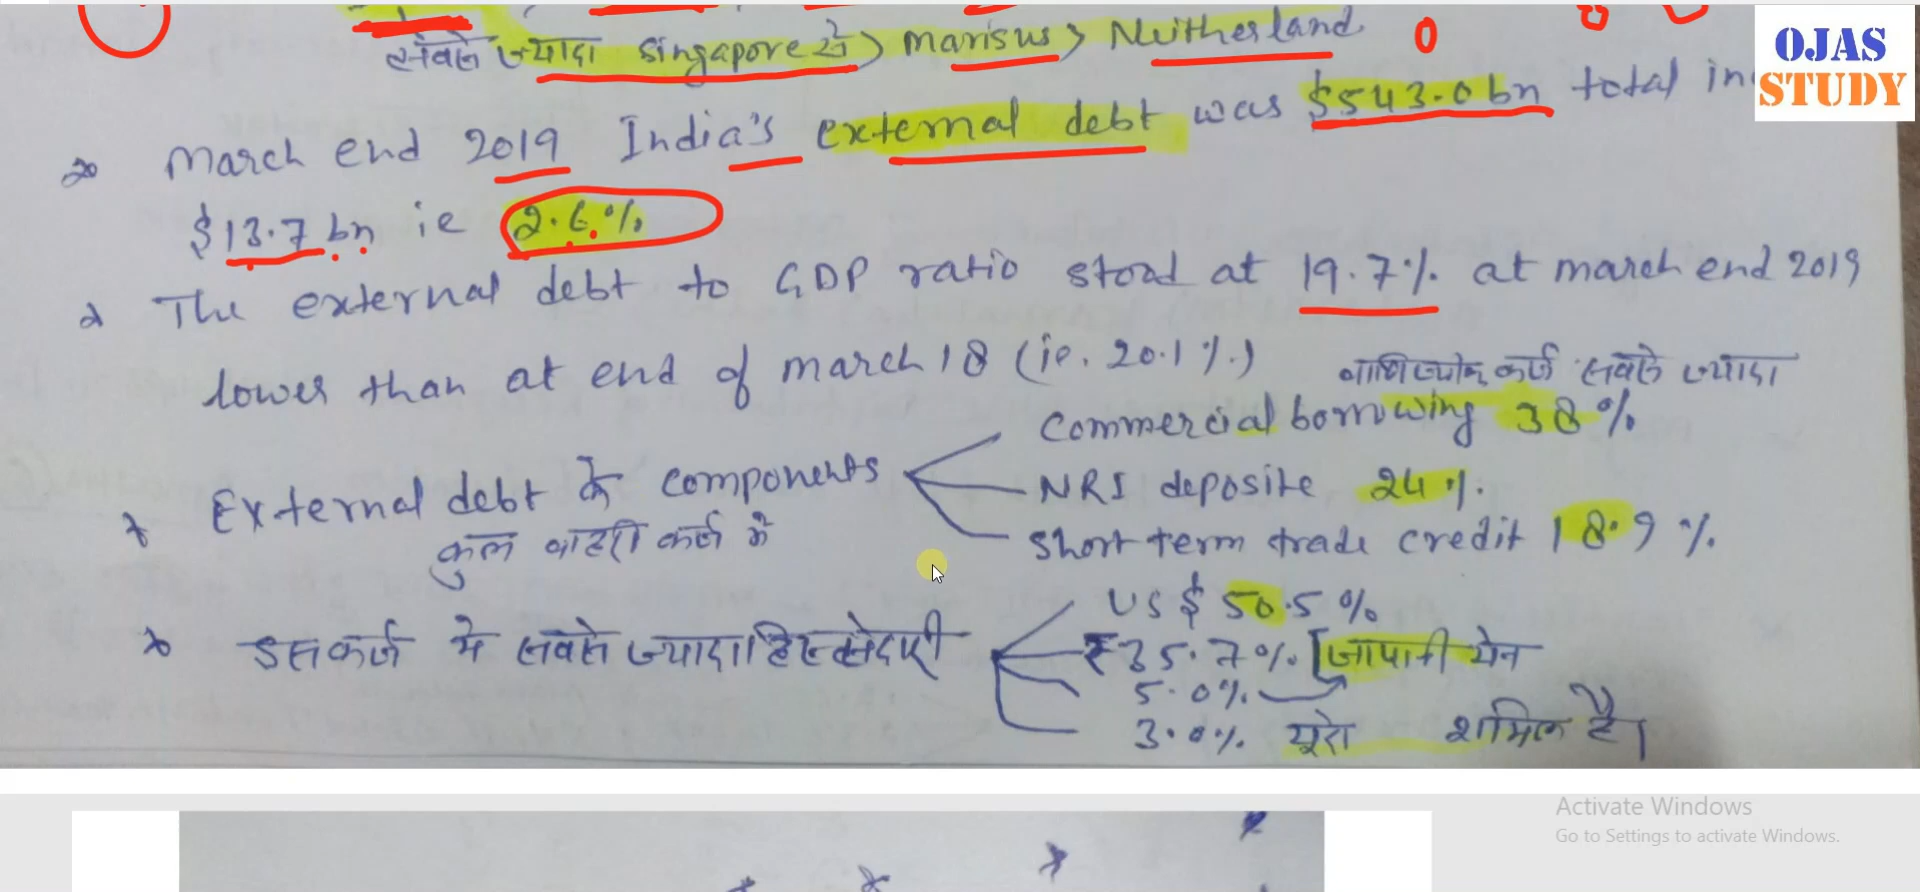 सबसे ज्यादा singapore से > marisus > Neitherland
OJAS
STUDY
March end 2019 India's external debt was $543.0 bn total in
$13.7 bn ie 2.6%
The external debt to GDP ratio stood at 19.7% at march end 2019
lower than at end of march 18 (ie. 20.1%.)
वाणिज्यीक कर्ज सबसे ज्यादा
Commercial borrowing 38%
External debt के components
NRI deposite 24%.
कुल बाहरी कर्ज में
Short term trade credit 18.9%.
US $ 50.5%
इस कर्ज में सबसे ज्यादा हिस्सेदारी
₹35.7%. [जापानी येन
5.0%.
3.0%. यूरो शामिल है।
Activate Windows
Go to Settings to activate Windows.